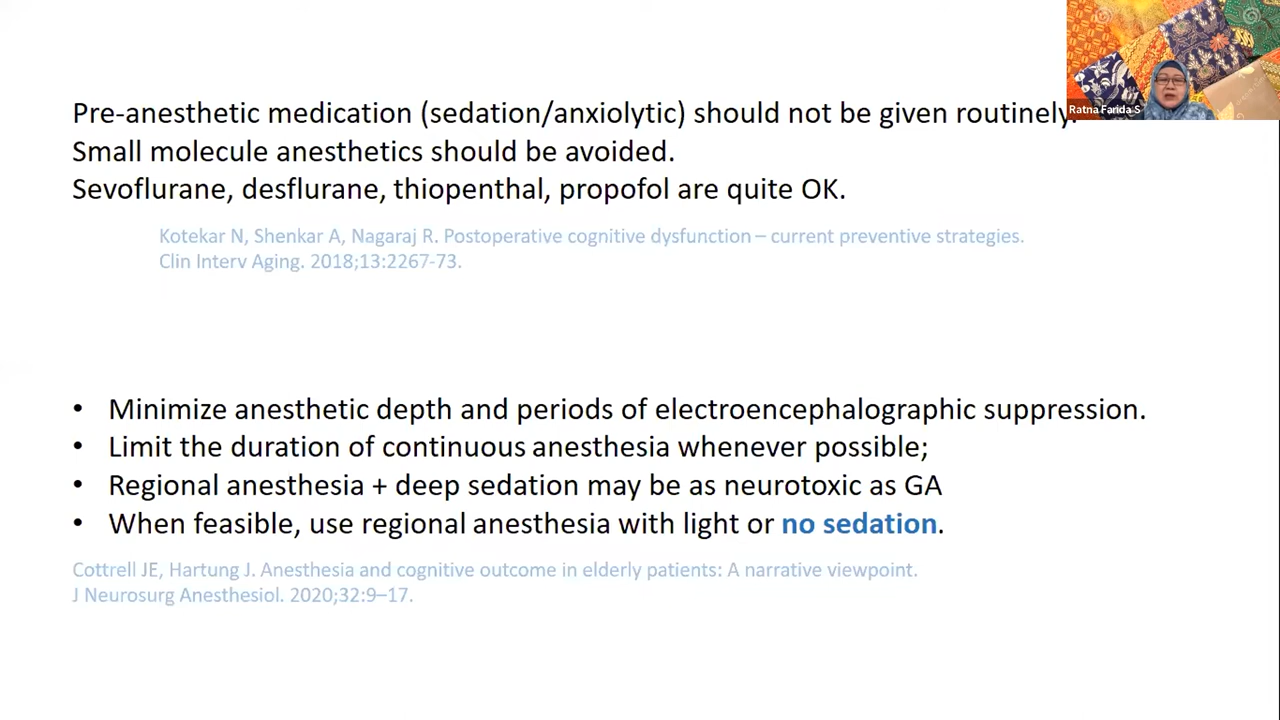 Pre-anesthetic medication (sedation/anxiolytic) should not be given routinely.
Ratna Farida S
Small molecule anesthetics should be avoided.
Sevoflurane, desflurane, thiopenthal, propofol are quite OK.
Kotekar N, Shenkar A, Nagaraj R. Postoperative cognitive dysfunction – current preventive strategies.
Clin Interv Aging. 2018;13:2267-73.
• Minimize anesthetic depth and periods of electroencephalographic suppression.
• Limit the duration of continuous anesthesia whenever possible;
• Regional anesthesia + deep sedation may be as neurotoxic as GA
• When feasible, use regional anesthesia with light or no sedation.
Cottrell JE, Hartung J. Anesthesia and cognitive outcome in elderly patients: A narrative viewpoint.
J Neurosurg Anesthesiol. 2020;32:9–17.